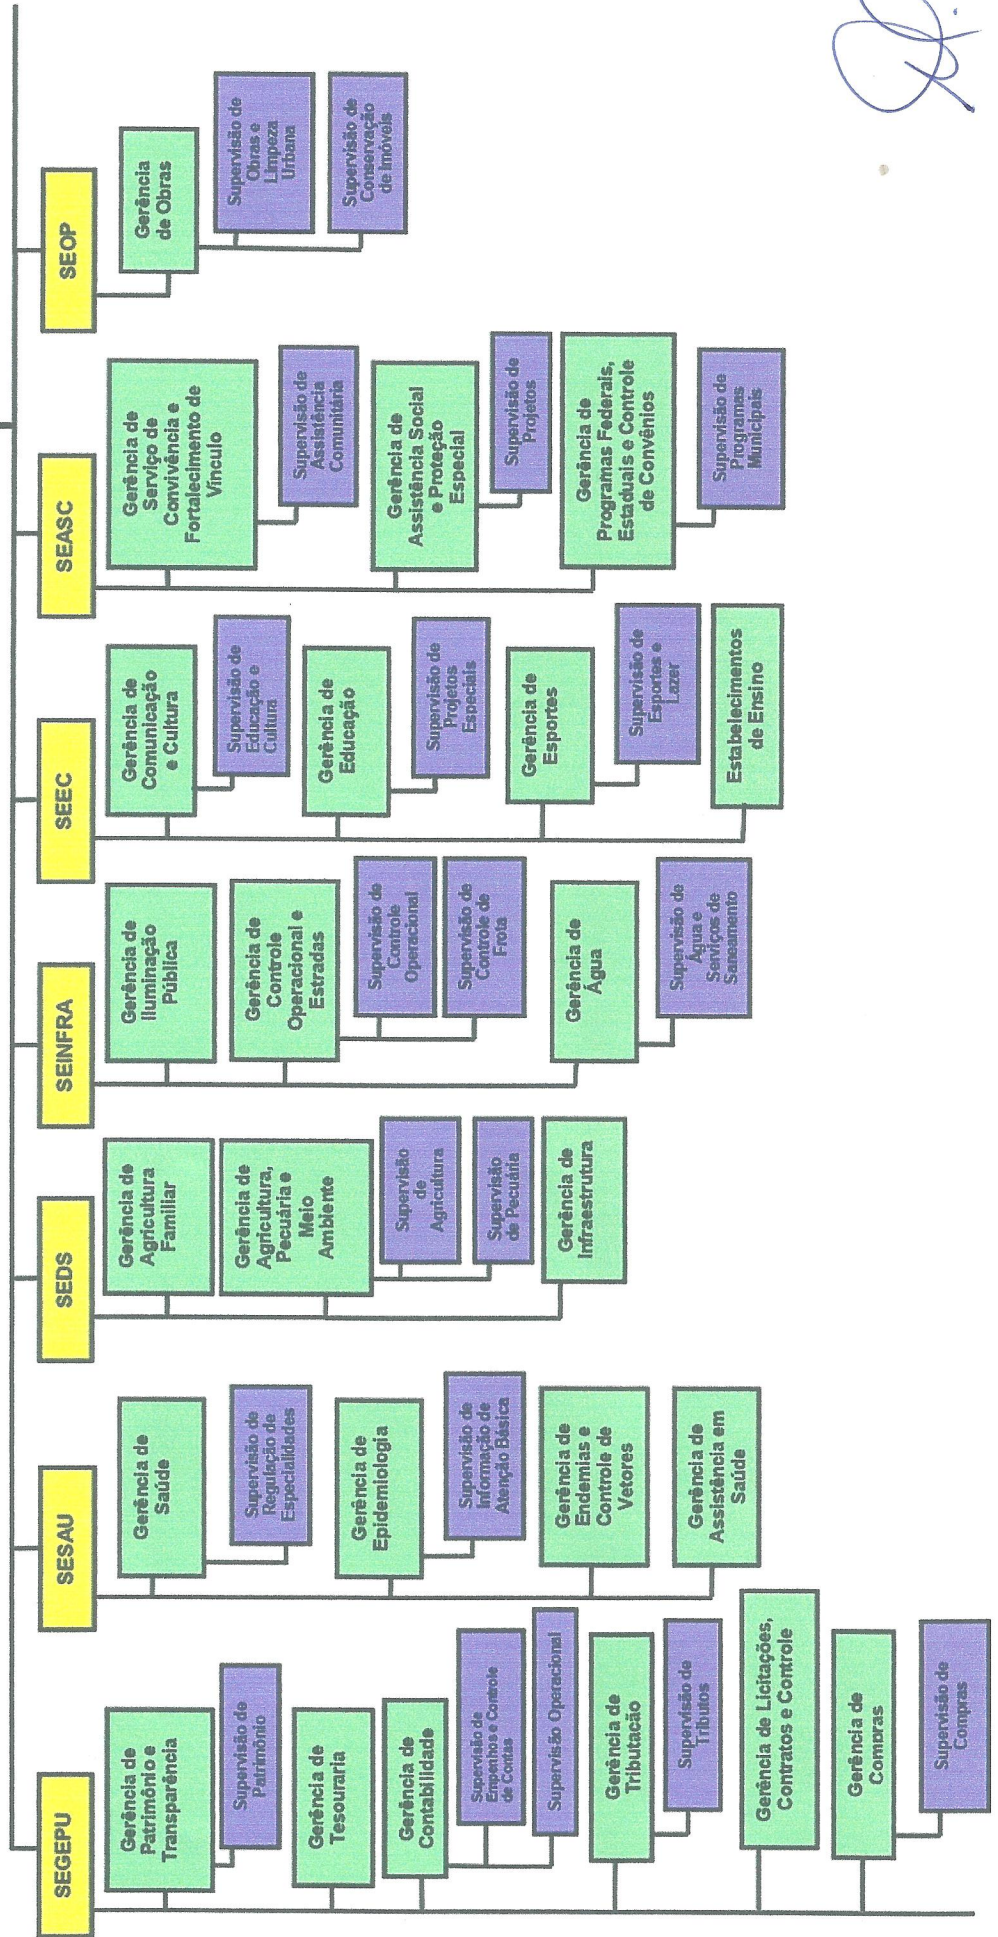 SEGEPU
Gerência de
Patrimônio e
Transparência
Supervisão de
Patrimônio
Gerência de
Tesouraria
Gerência de
Contabilidade
Supervisão de
Empenhos e Controle
de Contas
Supervisão Operacional
Gerência de
Tributação
Supervisão de
Tributos
Gerência de Licitações,
Contratos e Controle
Gerência de
Compras
Supervisão de
Compras
SESAU
Gerência de
Saúde
Supervisão de
Regulação de
Especialidades
Gerência de
Epidemiologia
Supervisão de
Informação de
Atenção Básica
Gerência de
Endemias e
Controle de
Vetores
Gerência de
Assistência em
Saúde
SEDS
Gerência de
Agricultura
Familiar
Gerência de
Agricultura,
Pecuária e
Meio
Ambiente
Supervisão
de
Agricultura
Supervisão
de Pecuária
Gerência de
Infraestrutura
SEINFRA
Gerência de
Iluminação
Pública
Gerência de
Controle
Operacional e
Estradas
Supervisão de
Controle
Operacional
Supervisão de
Controle de
Frota
Gerência de
Água
Supervisão de
Água e
Serviços de
Saneamento
SEEC
Gerência de
Comunicação
e Cultura
Supervisão de
Educação e
Cultura
Gerência de
Educação
Supervisão de
Projetos
Especiais
Gerência de
Esportes
Supervisão de
Esportes e
Lazer
Estabelecimentos
de Ensino
SEASC
Gerência de
Serviço de
Convivência e
Fortalecimento de
Vínculo
Supervisão de
Assistência
Comunitária
Gerência de
Assistência Social
e Proteção
Especial
Supervisão de
Projetos
Gerência de
Programas Federais,
Estaduais e Controle
de Convênios
Supervisão de
Programas
Municipais
SEOP
Gerência
de Obras
Supervisão de
Obras e
Limpeza
Urbana
Supervisão de
Conservação
de Imóveis